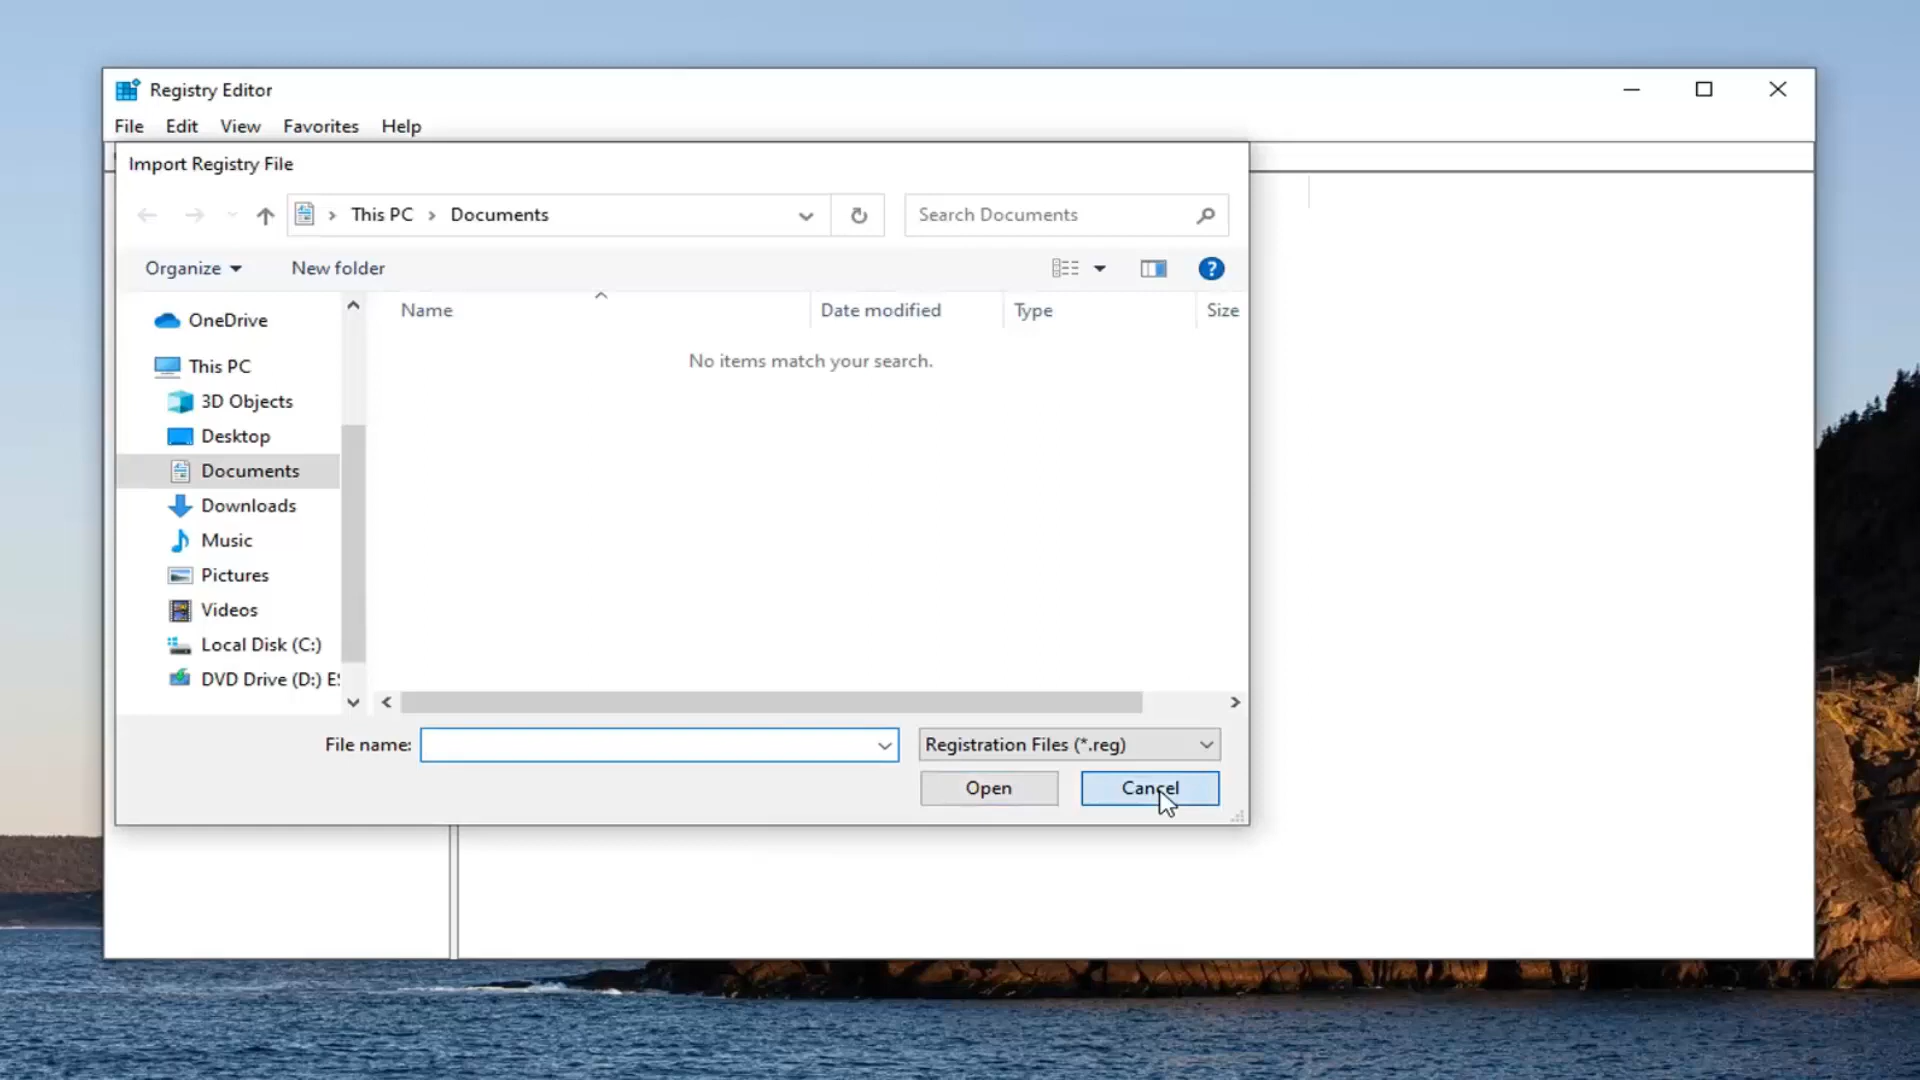 Registry Editor
File Edit View Favorites Help
Import Registry File
This PC Documents
Search Documents
Organize New folder
?
OneDrive
This PC
3D Objects
Desktop
Documents
Downloads
Music
Pictures
Videos
Local Disk (C:)
DVD Drive (D:) ES
Name Date modified Type Size
No items match your search.
File name:
Registration Files (*.reg)
Open Cancel